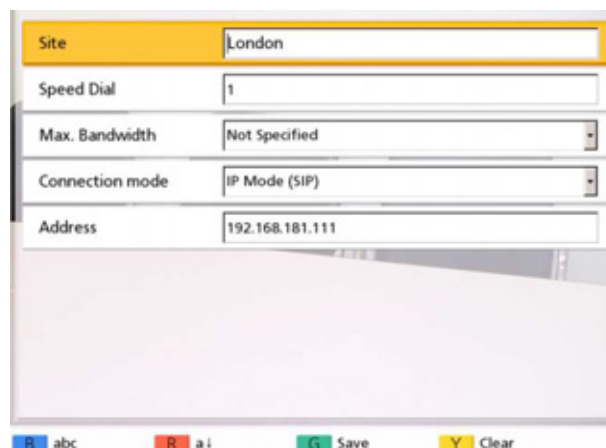 Site London
Speed Dial 1
Max. Bandwidth Not Specified
Connection mode IP Mode (SIP)
Address 192.168.181.111
B abc R a↓ G Save Y Clear